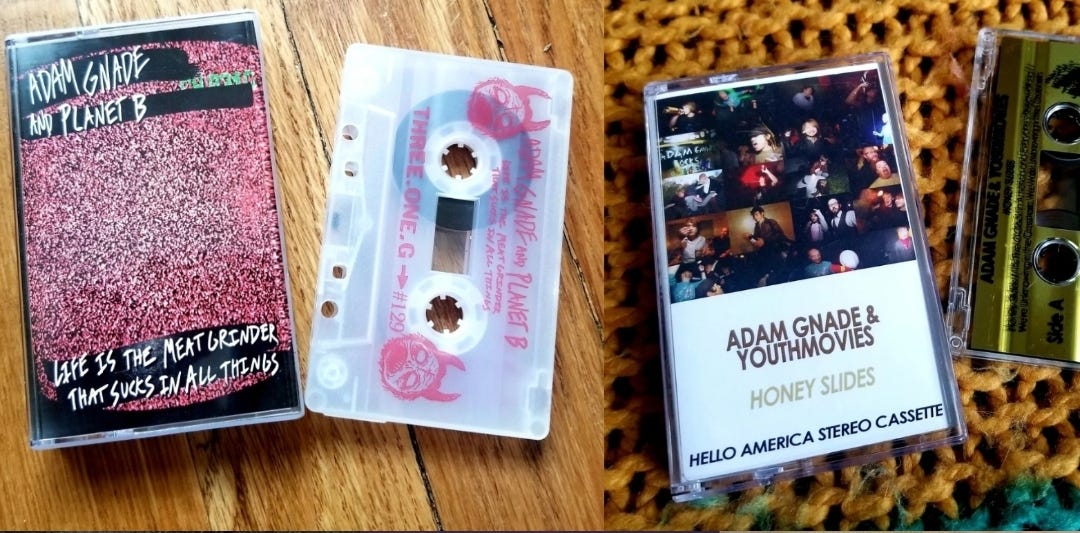 ADAM GNADE
AND PLANET B
LIFE IS THE MEAT GRINDER
THAT SUCKS IN ALL THINGS
ADAM GNADE AND PLANET B
LIFE IS THE MEAT GRINDER
THAT SUCKS IN ALL THINGS
THREE.ONE.G → #129
ADAM GNADE &
YOUTHMOVIES
HONEY SLIDES
HELLO AMERICA STEREO CASSETTE
ADAM GNADE & YOUTHMOVIES
HONEY SLIDES
Side A